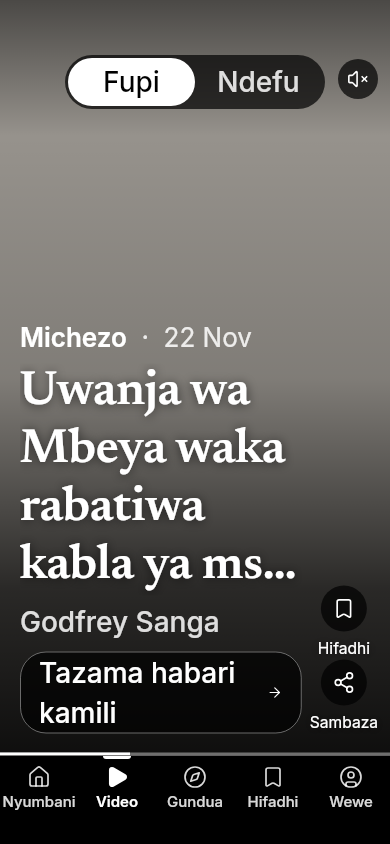 Fupi
Ndefu
Michezo · 22 Nov
Uwanja wa
Mbeya waka
rabatiwa
kabla ya ms...
Godfrey Sanga
Hifadhi
Tazama habari
kamili
Sambaza
Nyumbani
Video
Gundua
Hifadhi
Wewe